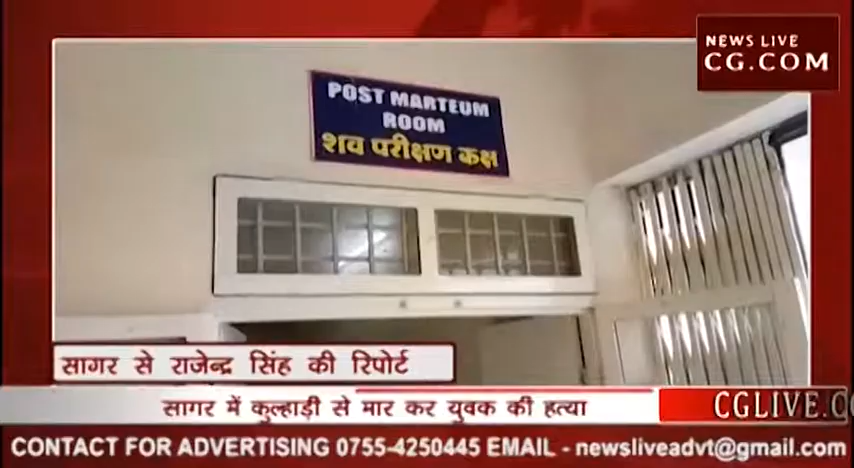 NEWS LIVE
CG.COM
POST MARTEUM
ROOM
शव परीक्षण कक्ष
सागर से राजेन्द्र सिंह की रिपोर्ट
सागर में कुल्हाड़ी से मार कर युवक की हत्या
CGLIVE.C
CONTACT FOR ADVERTISING 0755-4250445 EMAIL - newsliveadvt@gmail.com